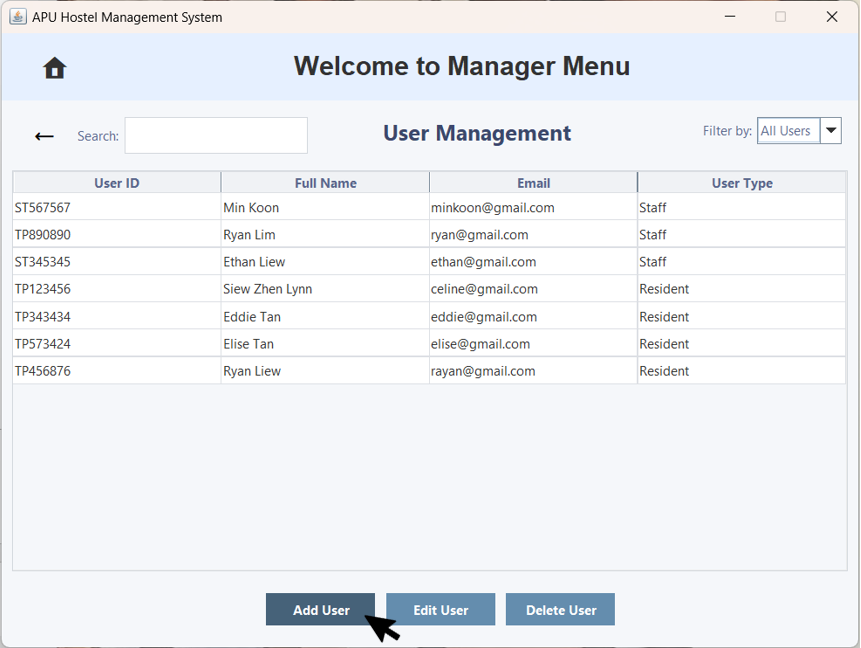 APU Hostel Management System
Welcome to Manager Menu
Search:
User Management
Filter by: All Users
User ID Full Name Email User Type
ST567567 Min Koon minkoon@gmail.com Staff
TP890890 Ryan Lim ryan@gmail.com Staff
ST345345 Ethan Liew ethan@gmail.com Staff
TP123456 Siew Zhen Lynn celine@gmail.com Resident
TP343434 Eddie Tan eddie@gmail.com Resident
TP573424 Elise Tan elise@gmail.com Resident
TP456876 Ryan Liew rayan@gmail.com Resident
Add User Edit User Delete User